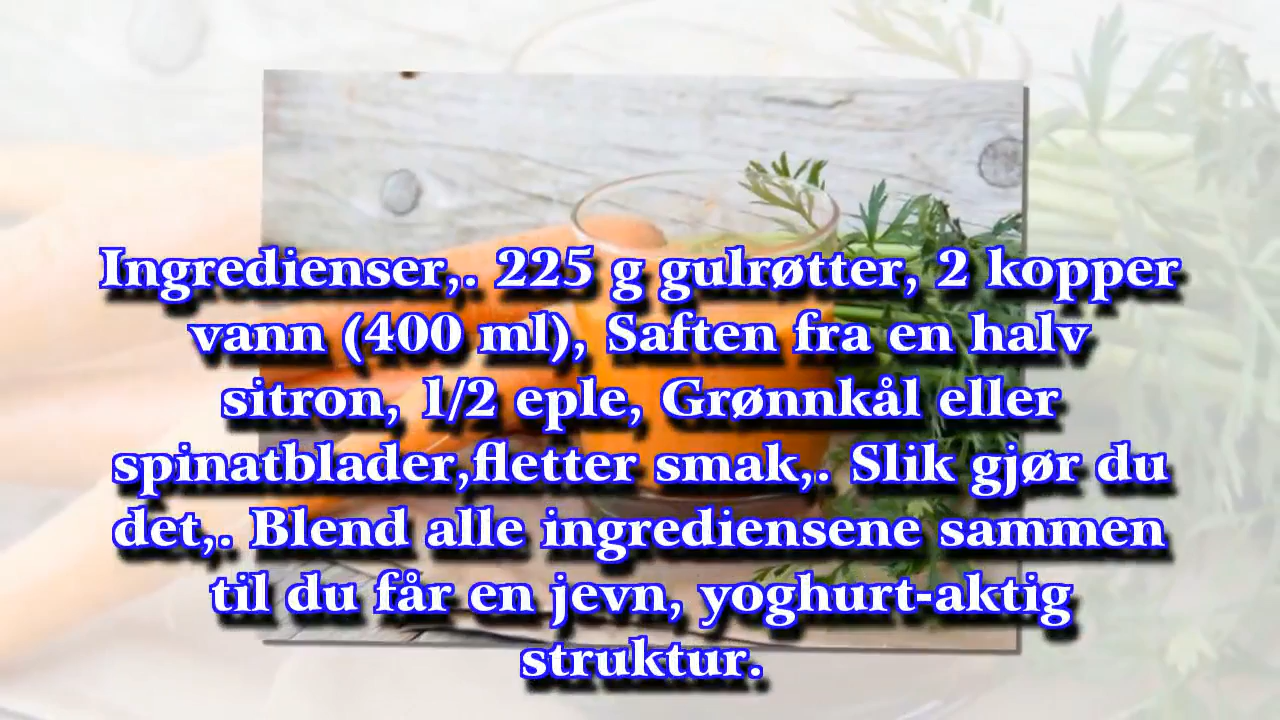 Ingredienser,. 225 g gulrøtter, 2 kopper
vann (400 ml), Saften fra en halv
sitron, 1/2 eple, Grønnkål eller
spinatblader,fletter smak,. Slik gjør du
det,. Blend alle ingrediensene sammen
til du får en jevn, yoghurt-aktig
struktur.